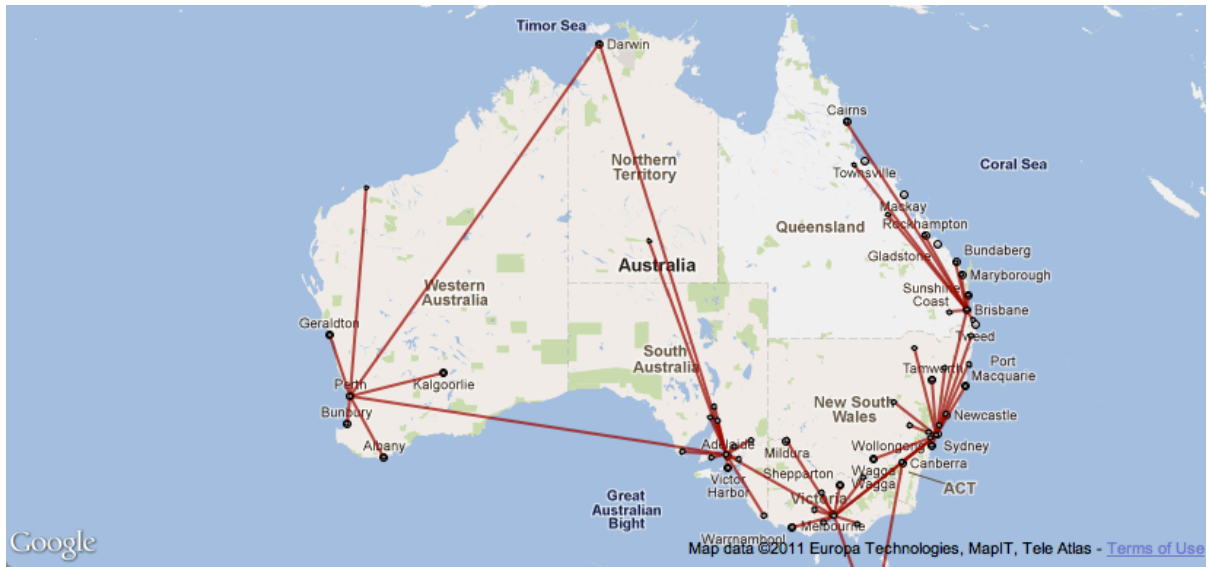 Timor Sea
Darwin
Cairns
Coral Sea
Northern
Territory
Townsville
Mackay
Rockhampton
Queensland
Gladstone
Bundaberg
Australia
Maryborough
Western
Australia
Sunshine
Coast
Brisbane
Geraldton
Tweed
South
Australia
Port
Macquarie
Tamworth
Perth
Kalgoorlie
New South
Wales
Bunbury
Newcastle
Albany
Adelaide
Mildura
Wollongong
Sydney
Shepparton
Wagga
Wagga
Canberra
Victor
Harbor
ACT
Great
Australian
Bight
Victoria
Melbourne
Warrnambool
Google
Map data ©2011 Europa Technologies, MapIT, Tele Atlas - Terms of Use